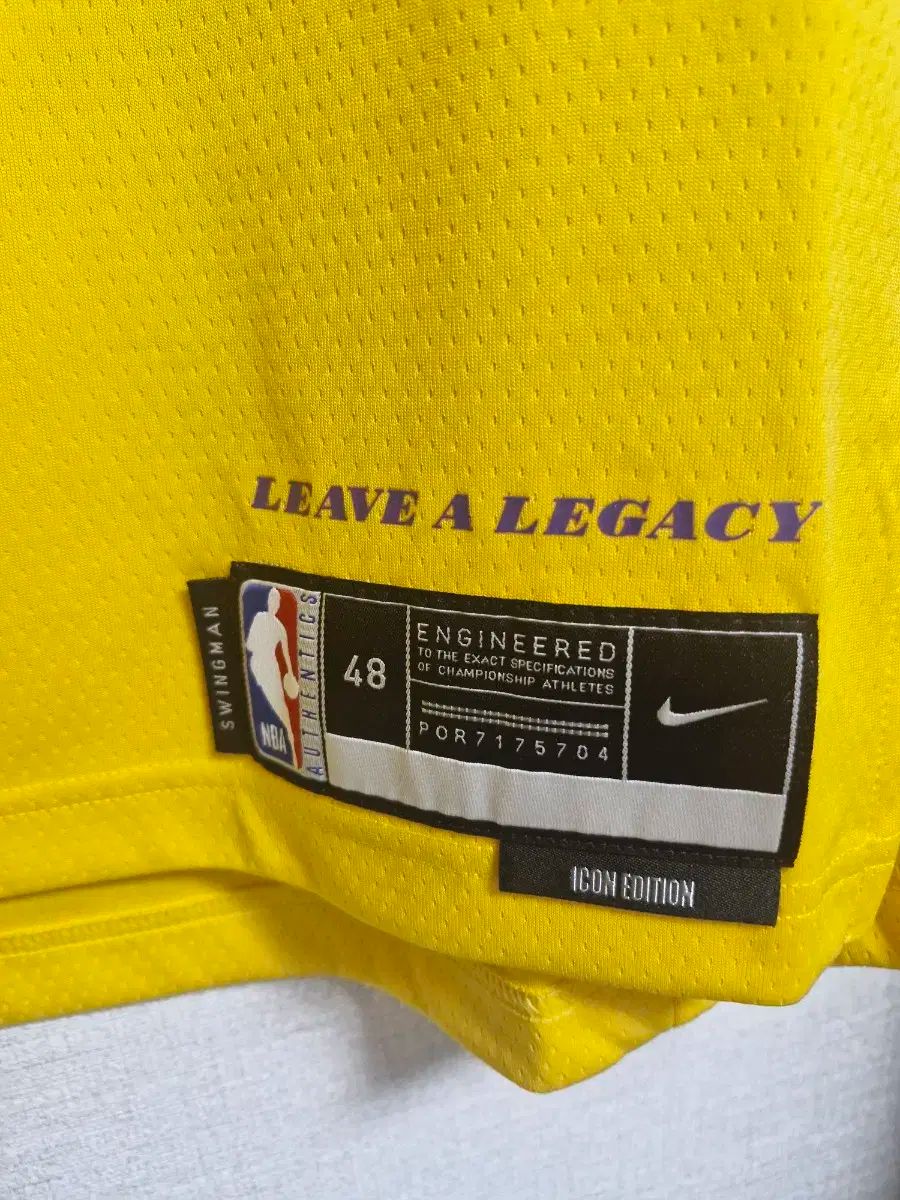 LEAVE A LEGACY
SWINGMAN
NBA
AUTHENTICS
48
ENGINEERED
TO THE EXACT SPECIFICATIONS
OF CHAMPIONSHIP ATHLETES
POR7175704
ICON EDITION